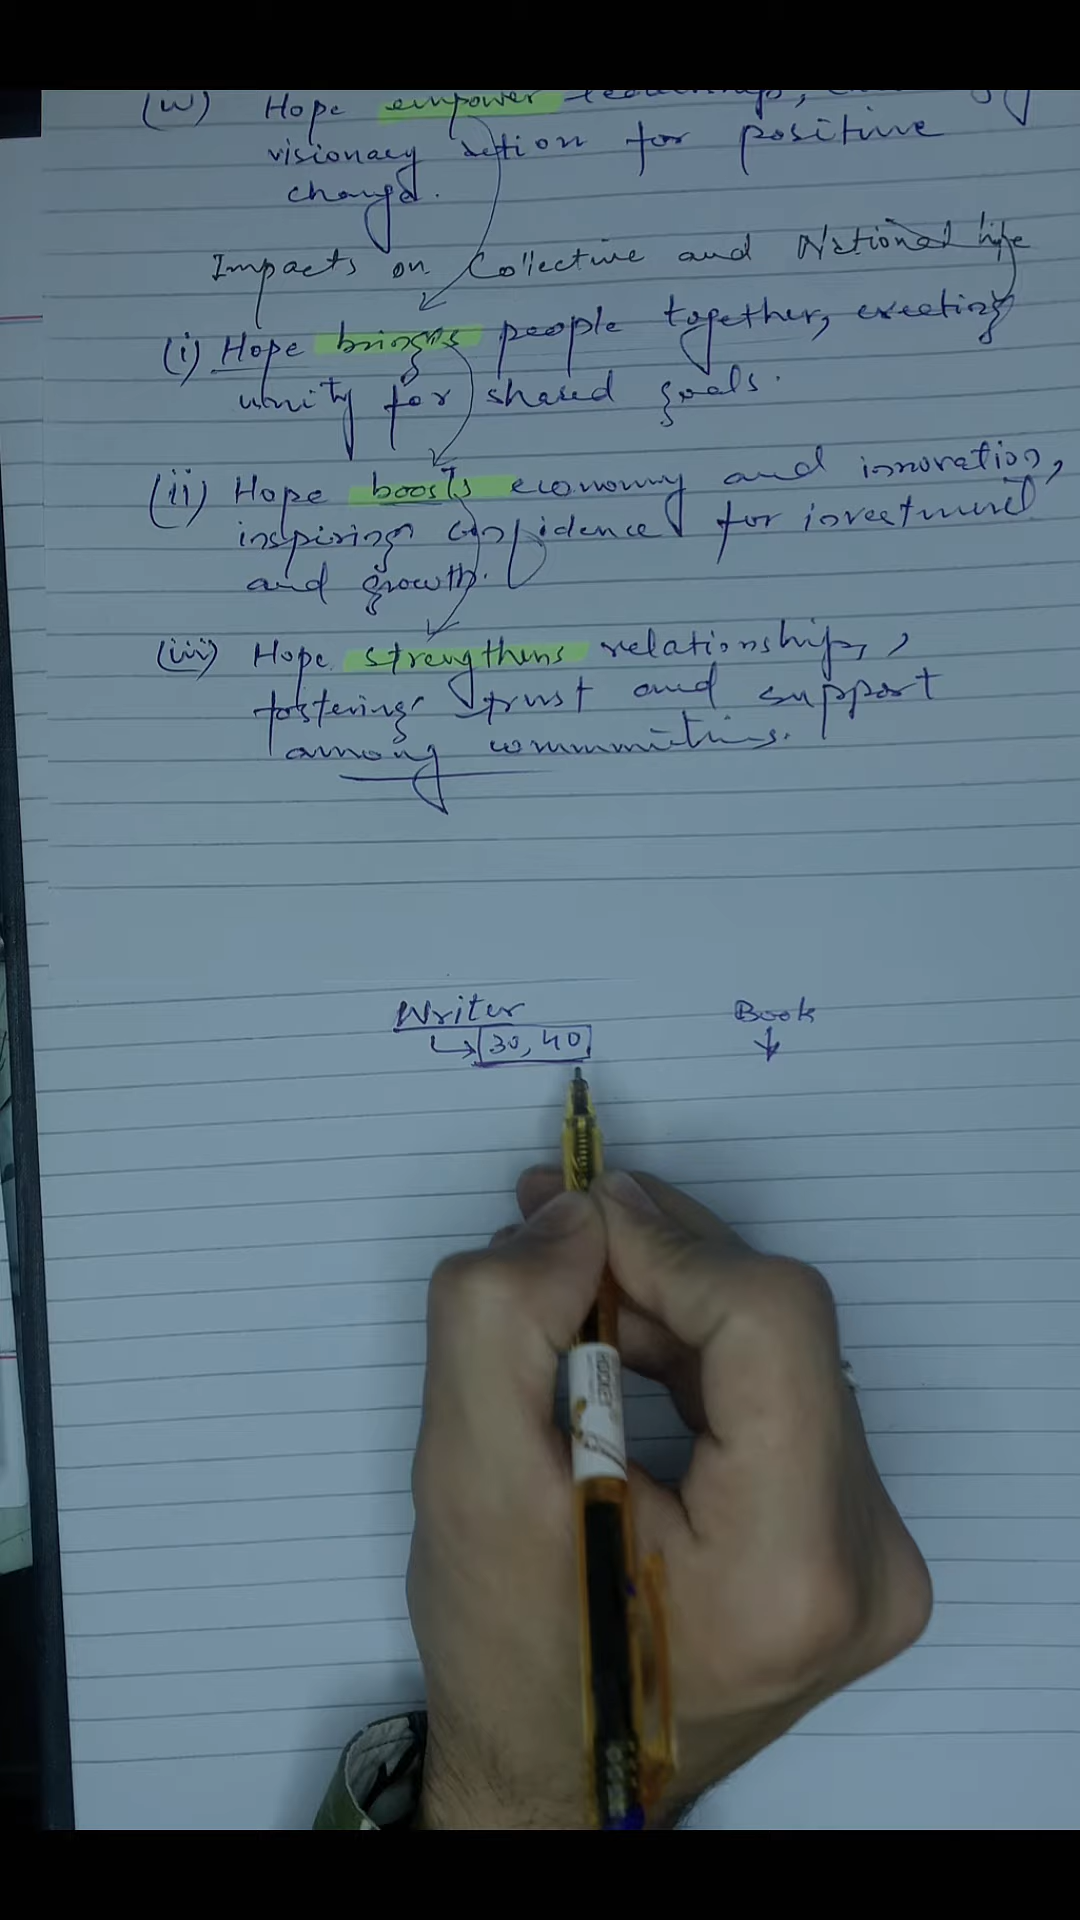 (iv) Hope empower
visionary action for positive
change.
Impacts on Collective and National life
(i) Hope brings people together, creating
unity for shared goals.
(ii) Hope boosts economy and innovation,
inspiring confidence for investment
and growth.
(iii) Hope strengthens relationships,
fostering trust and support
among communities.
Writer Book
30, 40